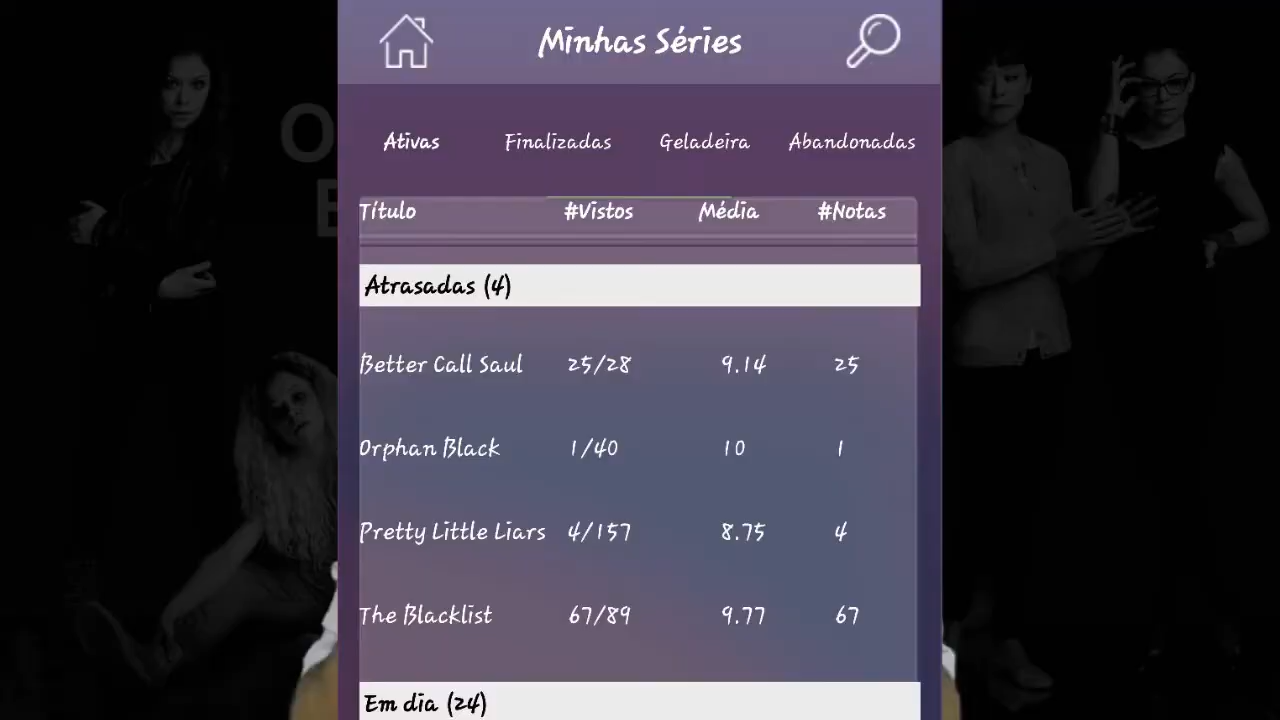 Minhas Séries
Ativas Finalizadas Geladeira Abandonadas
Título #Vistos Média #Notas
Atrasadas (4)
Better Call Saul 25/28 9.14 25
Orphan Black 1/40 10 1
Pretty Little Liars 4/157 8.75 4
The Blacklist 67/89 9.77 67
Em dia (24)